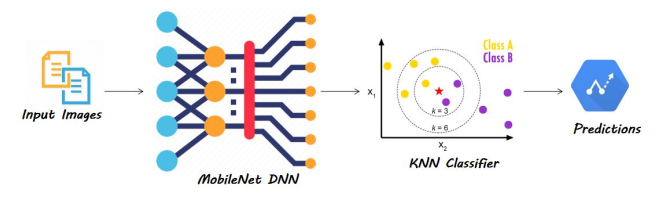 Input Images
MobileNet DNN
Class A
Class B
X1
k = 3
k = 6
X2
KNN Classifier
Predictions